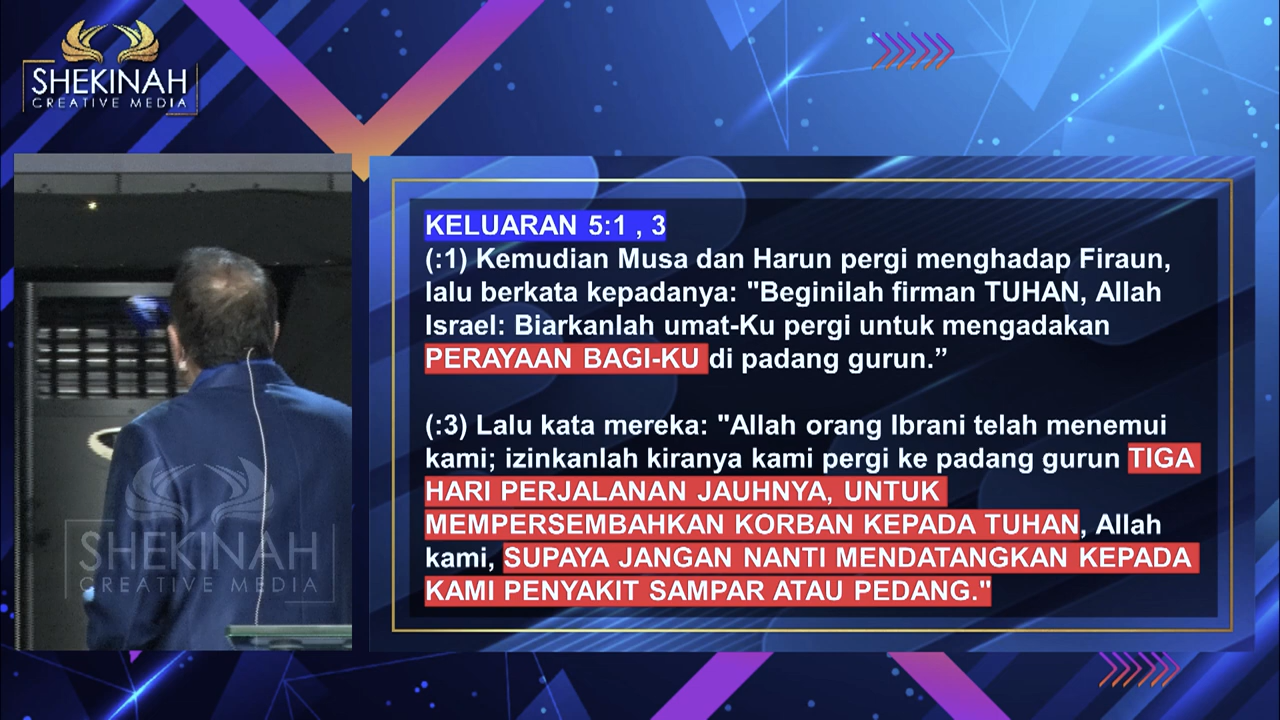 SHEKINAH
CREATIVE MEDIA
KELUARAN 5:1 , 3
(:1) Kemudian Musa dan Harun pergi menghadap Firaun,
lalu berkata kepadanya: "Beginilah firman TUHAN, Allah
Israel: Biarkanlah umat-Ku pergi untuk mengadakan
PERAYAAN BAGI-KU di padang gurun.”
(:3) Lalu kata mereka: "Allah orang Ibrani telah menemui
kami; izinkanlah kiranya kami pergi ke padang gurun TIGA
HARI PERJALANAN JAUHNYA, UNTUK
MEMPERSEMBAHKAN KORBAN KEPADA TUHAN, Allah
kami, SUPAYA JANGAN NANTI MENDATANGKAN KEPADA
KAMI PENYAKIT SAMPAR ATAU PEDANG."
SHEKINAH
CREATIVE MEDIA